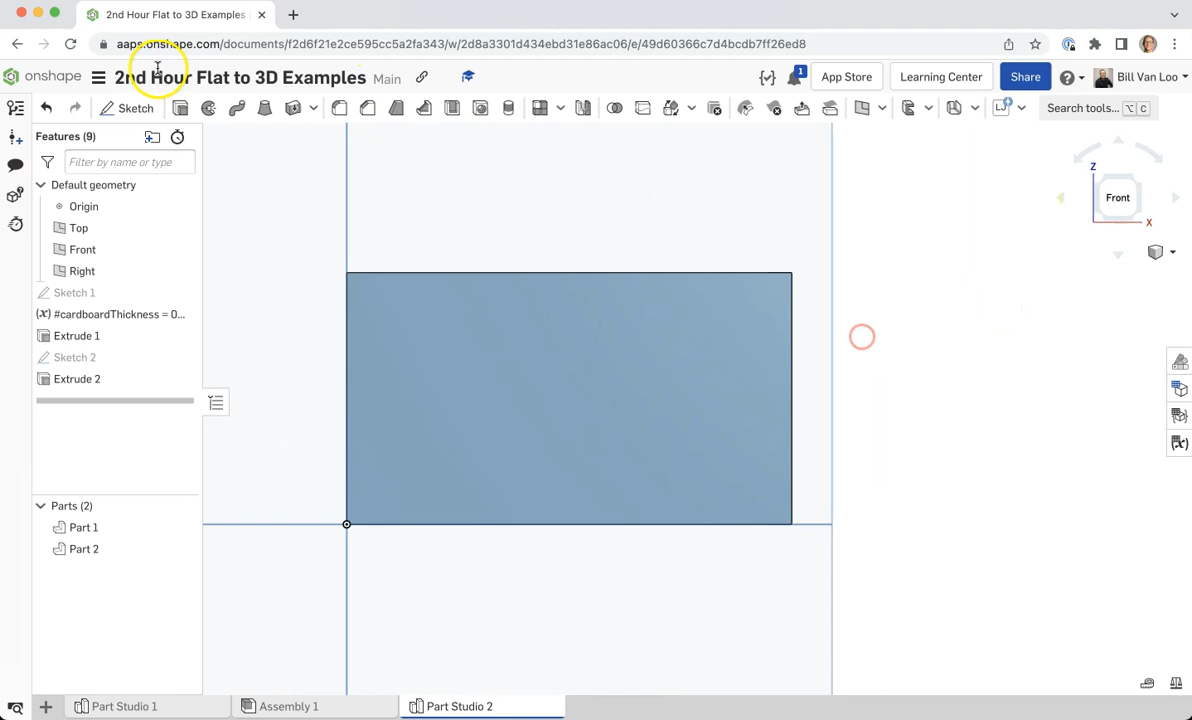 2nd Hour Flat to 3D Examples
aaps.onshape.com/documents/f2d6f21e2ce595cc5a2fa343/w/2d8a3301d434ebd31e86ac06/e/49d60366c7d4bcdb7ff26ed8
onshape 2nd Hour Flat to 3D Examples Main 1 App Store Learning Center Share Bill Van Loo
Sketch Search tools... ⌥ C
Features (9)
Filter by name or type
Default geometry
Origin
Top
Front
Right
Sketch 1
(x) #cardboardThickness = 0...
Extrude 1
Sketch 2
Extrude 2
Parts (2)
Part 1
Part 2
Z
Front
X
Part Studio 1 Assembly 1 Part Studio 2